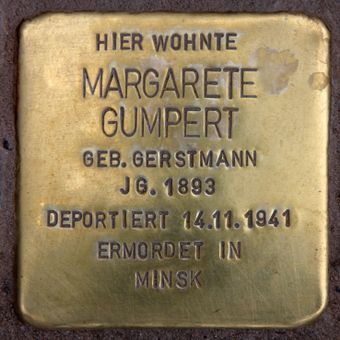 HIER WOHNTE
MARGARETE
GUMPERT
GEB. GERSTMANN
JG. 1893
DEPORTIERT 14.11.1941
ERMORDET IN
MINSK